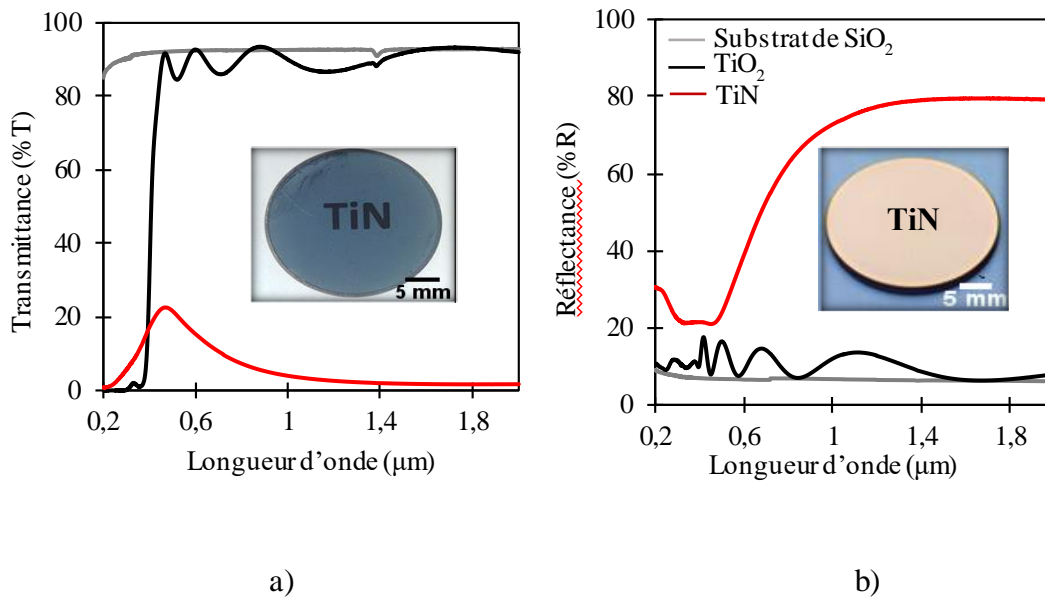 100
80
60
40
20
0
0,2
0,6
1
1,4
1,8
Transmittance (%T)
Longueur d’onde (μm)
TiN
5 mm
a)
100
80
60
40
20
0
0,2
0,6
1
1,4
1,8
Réflectance (%R)
Longueur d’onde (μm)
Substrat de SiO₂
TiO₂
TiN
TiN
5 mm
b)